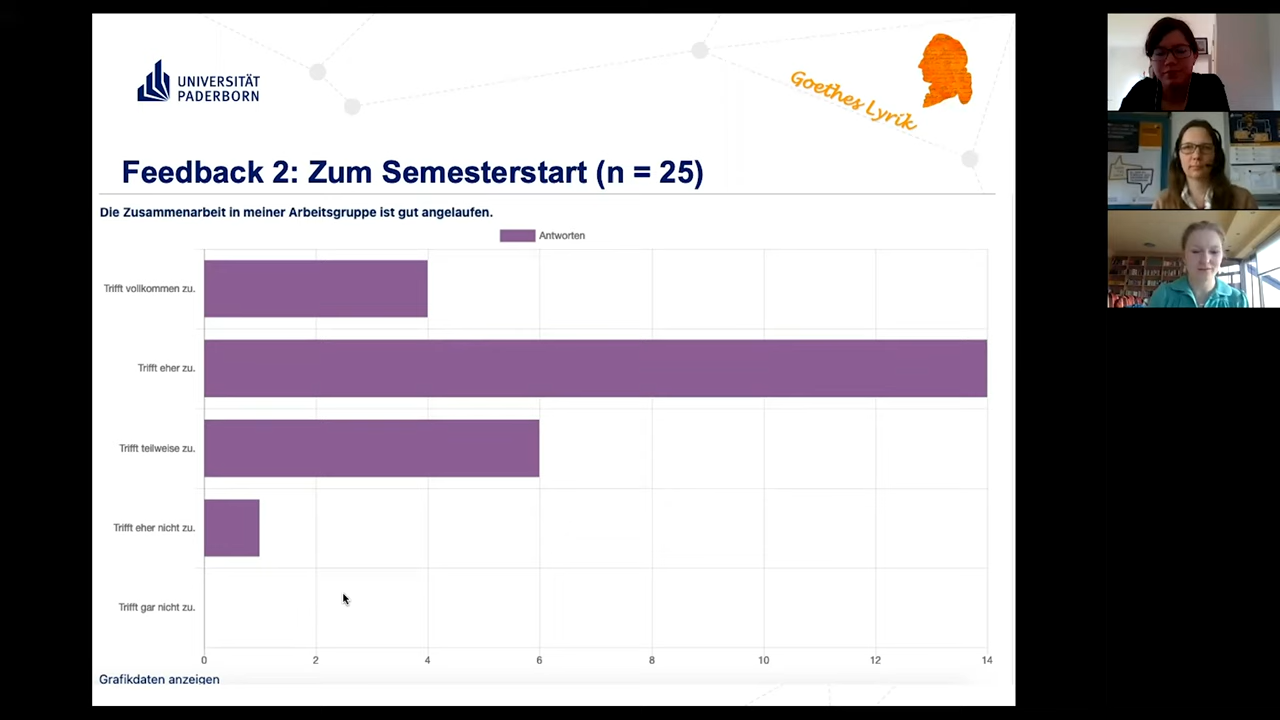 UNIVERSITÄT
PADERBORN
Goethes Lyrik
Feedback 2: Zum Semesterstart (n = 25)
Die Zusammenarbeit in meiner Arbeitsgruppe ist gut angelaufen.
Antworten
Trifft vollkommen zu.
Trifft eher zu.
Trifft teilweise zu.
Trifft eher nicht zu.
Trifft gar nicht zu.
0 2 4 6 8 10 12 14
Grafikdaten anzeigen